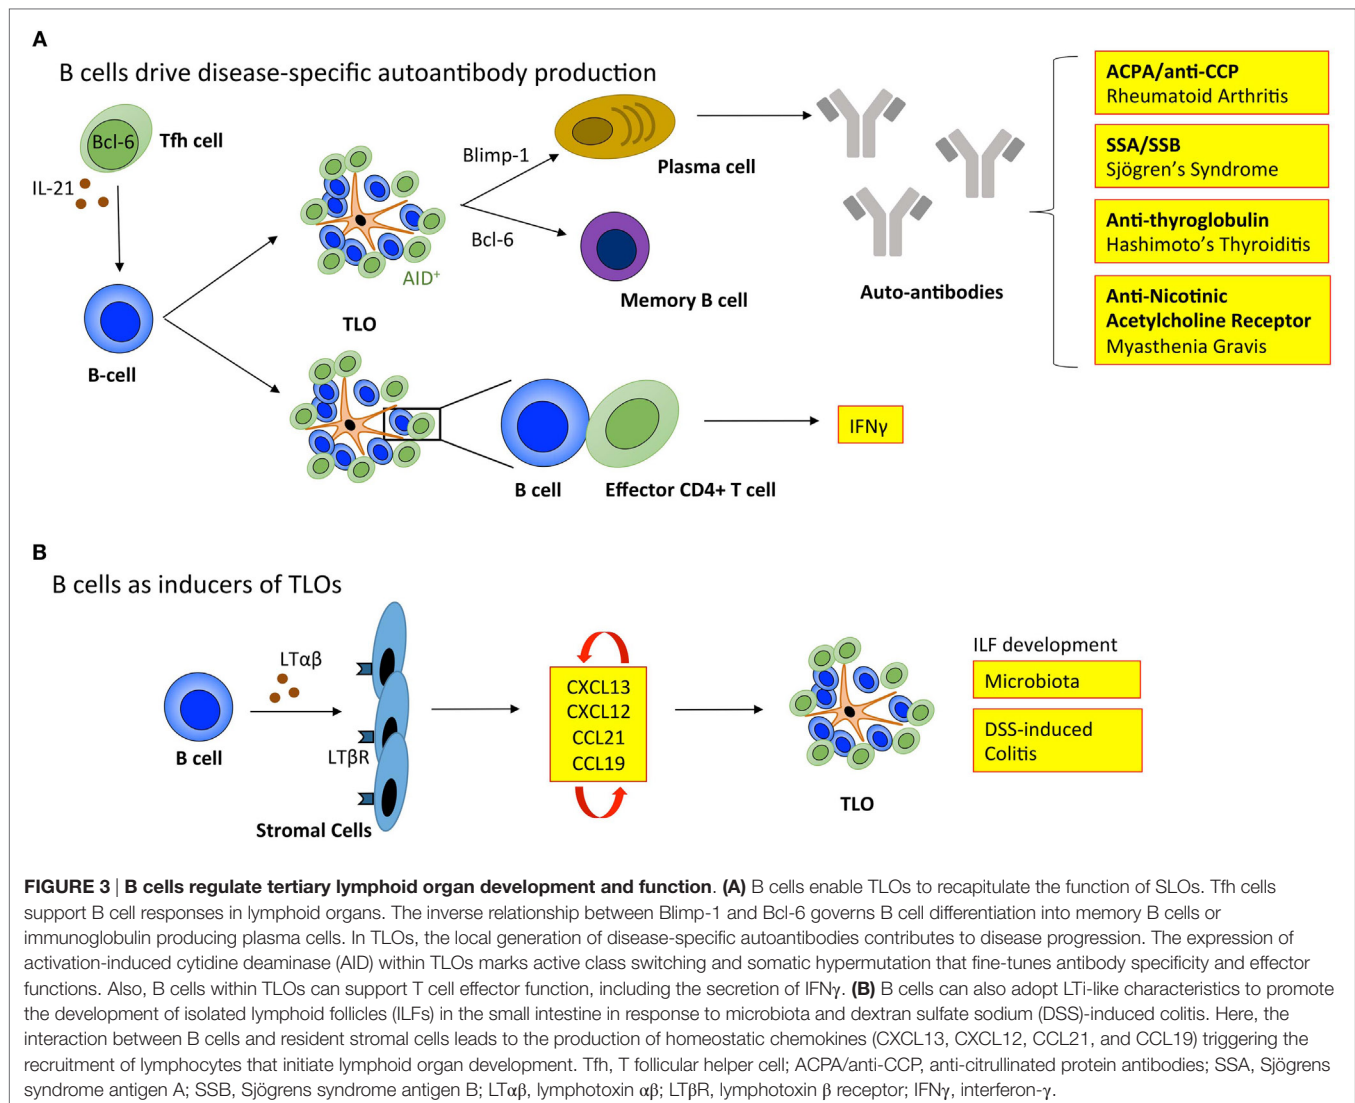 A
B cells drive disease-specific autoantibody production
Bcl-6
Tfh cell
IL-21
B-cell
AID+
TLO
Blimp-1
Bcl-6
Plasma cell
Memory B cell
Auto-antibodies
ACPA/anti-CCP
Rheumatoid Arthritis
SSA/SSB
Sjögren's Syndrome
Anti-thyroglobulin
Hashimoto's Thyroiditis
Anti-Nicotinic
Acetylcholine Receptor
Myasthenia Gravis
B cell
Effector CD4+ T cell
IFNγ
B
B cells as inducers of TLOs
B cell
LTαβ
LTβR
Stromal Cells
CXCL13
CXCL12
CCL21
CCL19
TLO
ILF development
Microbiota
DSS-induced
Colitis
FIGURE 3 | B cells regulate tertiary lymphoid organ development and function. (A) B cells enable TLOs to recapitulate the function of SLOs. Tfh cells
support B cell responses in lymphoid organs. The inverse relationship between Blimp-1 and Bcl-6 governs B cell differentiation into memory B cells or
immunoglobulin producing plasma cells. In TLOs, the local generation of disease-specific autoantibodies contributes to disease progression. The expression of
activation-induced cytidine deaminase (AID) within TLOs marks active class switching and somatic hypermutation that fine-tunes antibody specificity and effector
functions. Also, B cells within TLOs can support T cell effector function, including the secretion of IFNγ. (B) B cells can also adopt LTi-like characteristics to promote
the development of isolated lymphoid follicles (ILFs) in the small intestine in response to microbiota and dextran sulfate sodium (DSS)-induced colitis. Here, the
interaction between B cells and resident stromal cells leads to the production of homeostatic chemokines (CXCL13, CXCL12, CCL21, and CCL19) triggering the
recruitment of lymphocytes that initiate lymphoid organ development. Tfh, T follicular helper cell; ACPA/anti-CCP, anti-citrullinated protein antibodies; SSA, Sjögrens
syndrome antigen A; SSB, Sjögrens syndrome antigen B; LTαβ, lymphotoxin αβ; LTβR, lymphotoxin β receptor; IFNγ, interferon-γ.